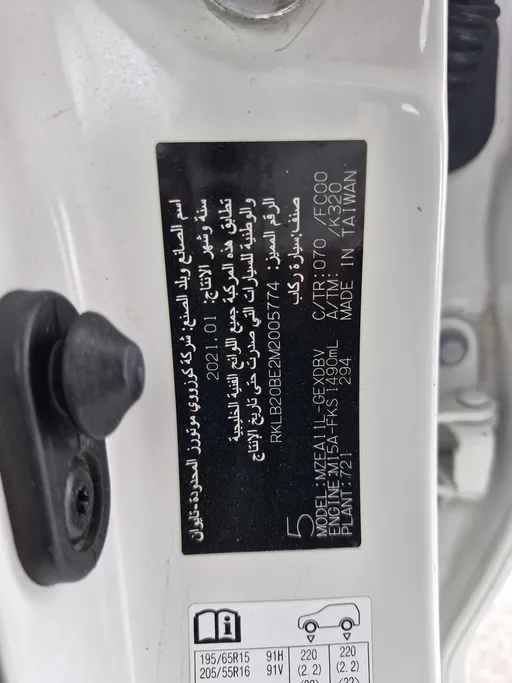 اسم الصانع وبلد الصنع: شركة كوزووي موتورز المحدودة-تايوان
سنة وشهر الانتاج: 2021.01
تطابق هذه المركبة جميع اللوائح الفنية الخليجية
والوطنية للسيارات التي صدرت حتى تاريخ الإنتاج
الرقم المميز: RKLB20BE2M2005774
صنف: سيارة ركاب
5
MODEL:MZEA11L-GEXDBV C/TR:070 /FC00
ENGINE:M15A-FKS 1490mL A/TM: /K320
PLANT:721 294 MADE IN TAIWAN
i
195/65R15 91H 220 220
205/55R16 91V (2.2) (2.2)